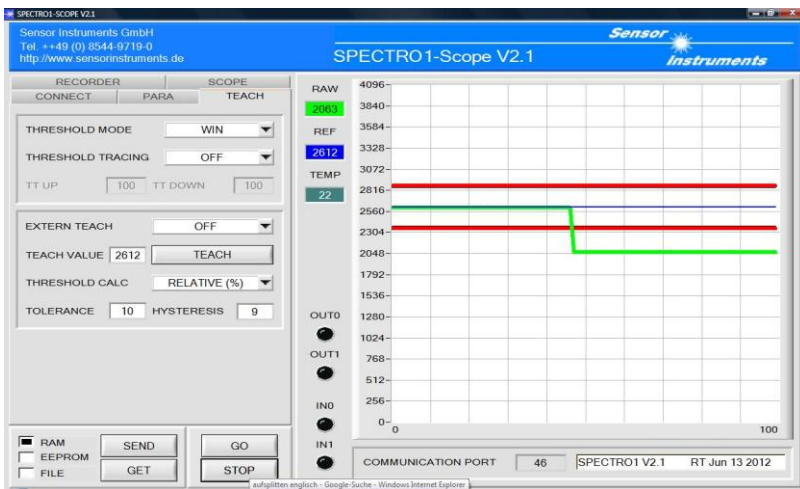 SPECTRO1-SCOPE V2.1
Sensor Instruments GmbH
Tel. ++49 (0) 8544-9719-0
http://www.sensorinstruments.de
SPECTRO1-Scope V2.1
Sensor
Instruments
RECORDER SCOPE
CONNECT PARA TEACH
THRESHOLD MODE WIN
THRESHOLD TRACING OFF
TT UP 100 TT DOWN 100
EXTERN TEACH OFF
TEACH VALUE 2612 TEACH
THRESHOLD CALC RELATIVE (%)
TOLERANCE 10 HYSTERESIS 9
RAM
EEPROM
FILE
SEND GO
GET STOP
RAW
2063
REF
2612
TEMP
22
OUT0
OUT1
IN0
IN1
4096
3840
3584
3328
3072
2816
2560
2304
2048
1792
1536
1280
1024
768
512
256
0
0 100
COMMUNICATION PORT 46 SPECTRO1 V2.1 RT Jun 13 2012
aufsplitten englisch - Google-Suche - Windows Internet Explorer